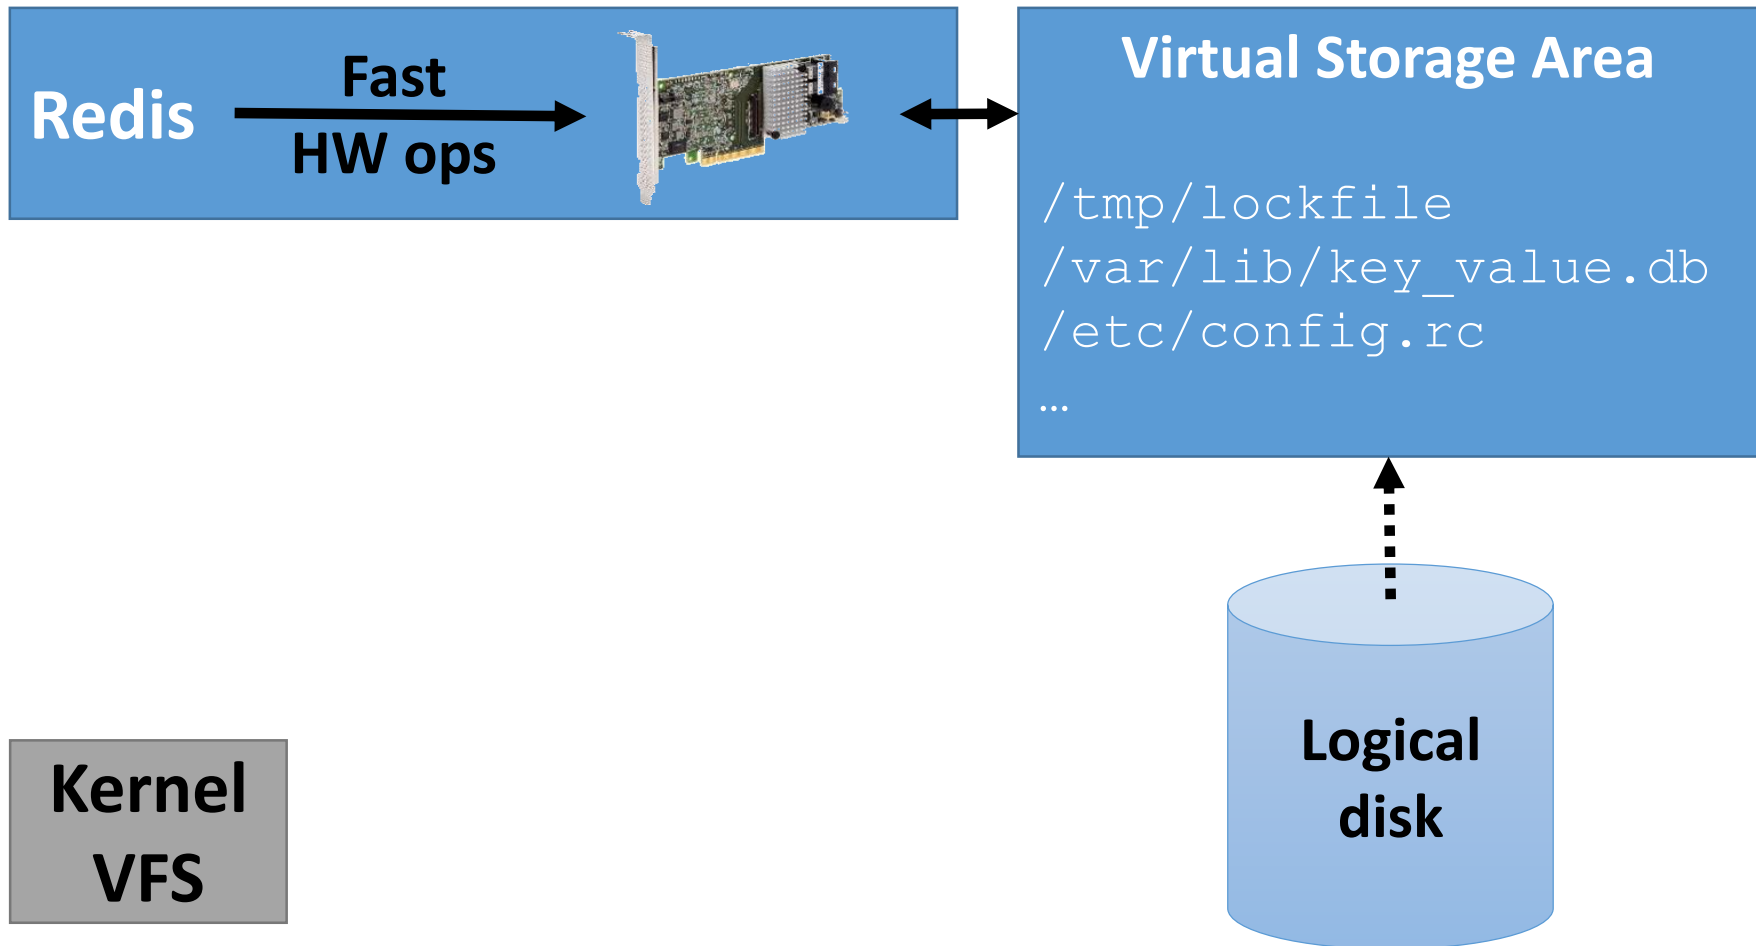 Redis
Fast
HW ops
Virtual Storage Area
/tmp/lockfile
/var/lib/key_value.db
/etc/config.rc
…
Logical
disk
Kernel
VFS